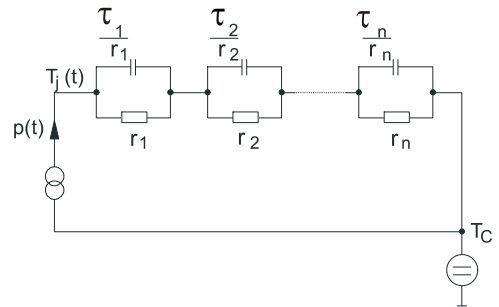 τ1/r1 τ2/r2 τn/rn
Tj (t)
r1 r2 rn
p(t)
TC